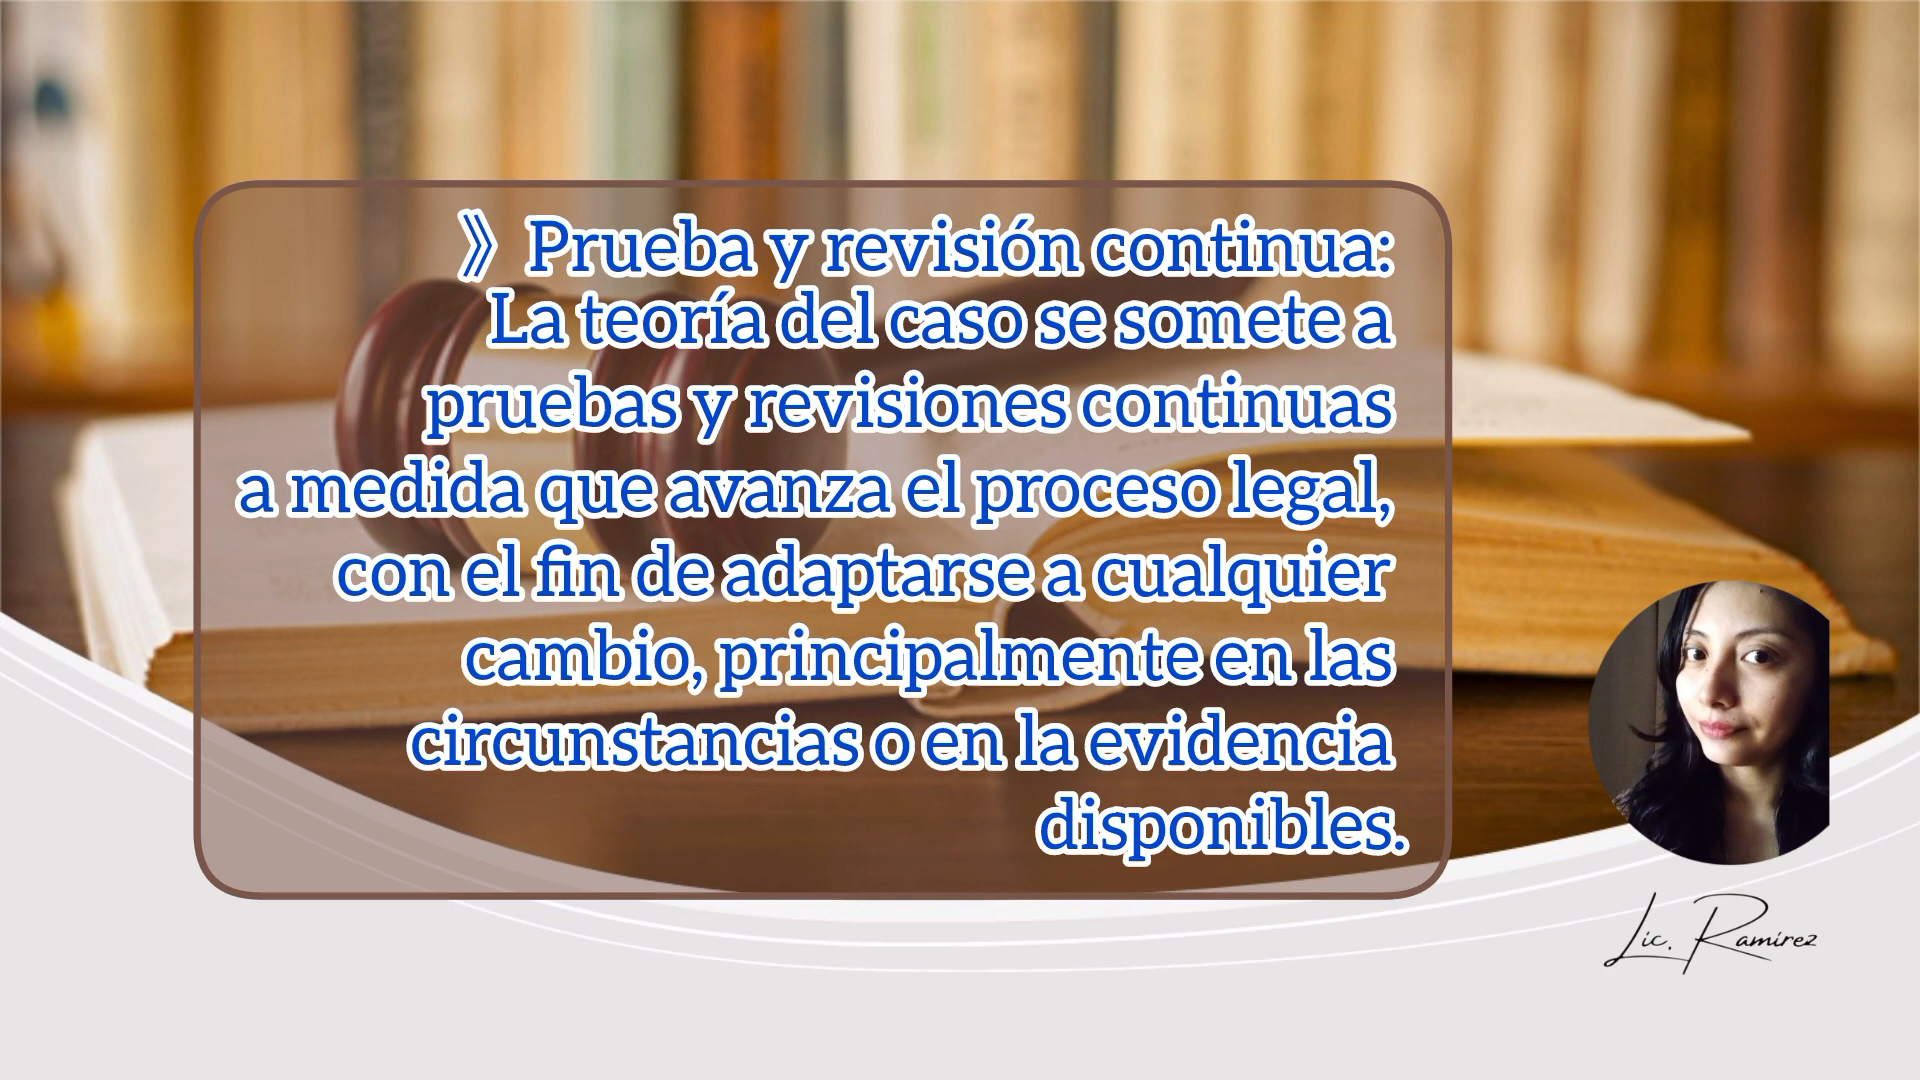 》 Prueba y revisión continua:
La teoría del caso se somete a
pruebas y revisiones continuas
a medida que avanza el proceso legal,
con el fin de adaptarse a cualquier
cambio, principalmente en las
circunstancias o en la evidencia
disponibles.
Lic. Ramirez